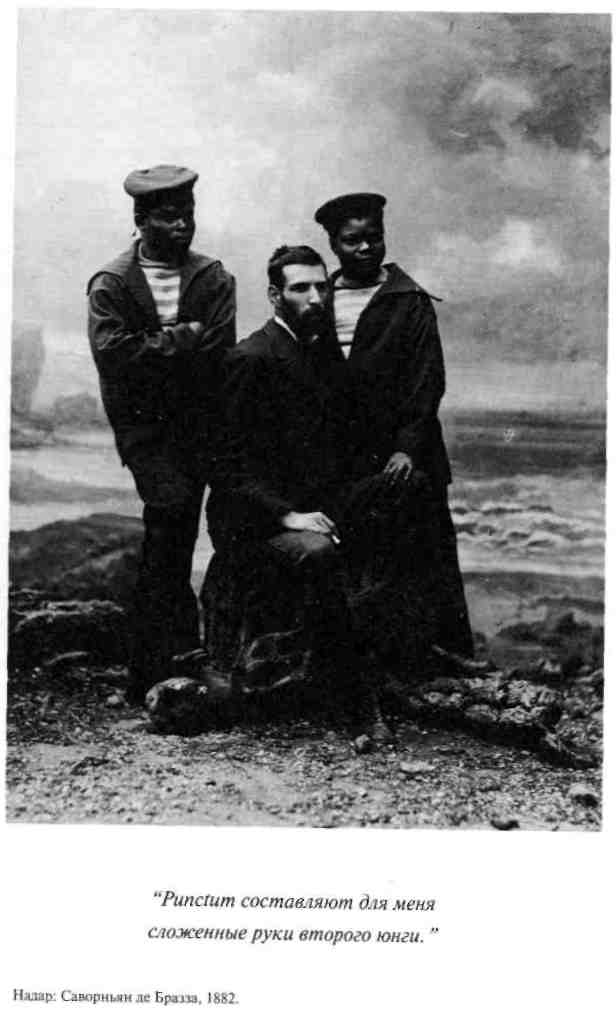 “Punctum составляют для меня
сложенные руки второго юнги.”
Надар: Саворньян де Бразза, 1882.